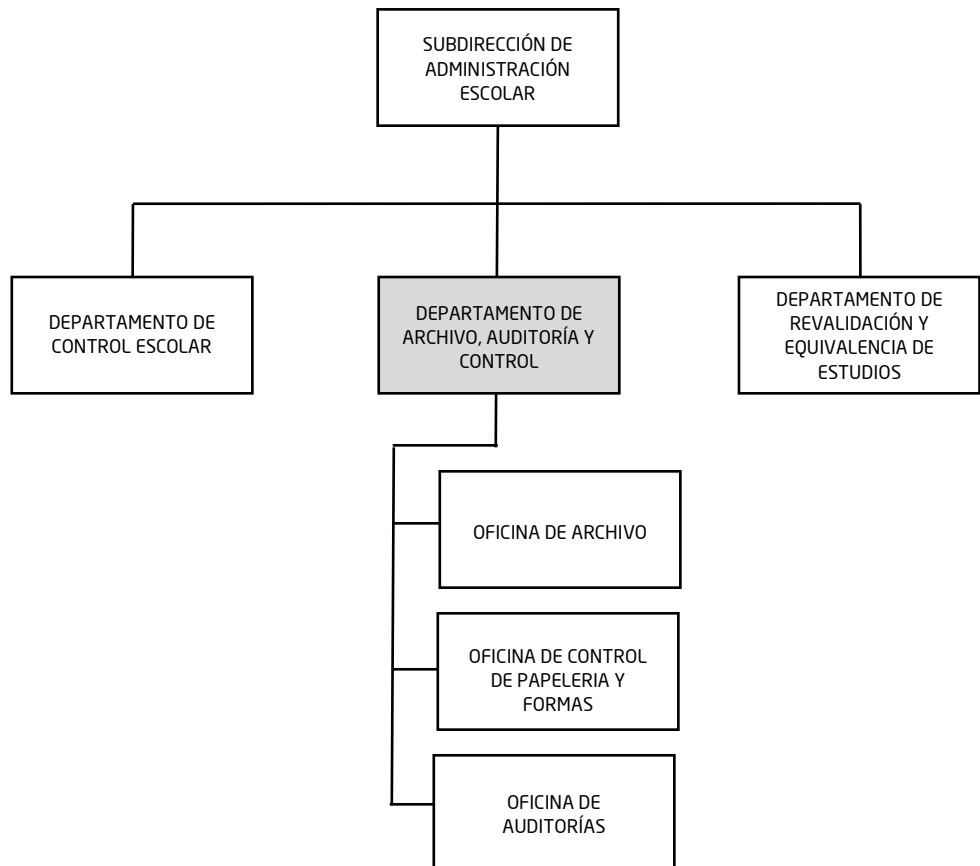 SUBDIRECCIÓN DE
ADMINISTRACIÓN
ESCOLAR
DEPARTAMENTO DE
CONTROL ESCOLAR
DEPARTAMENTO DE
ARCHIVO, AUDITORÍA Y
CONTROL
DEPARTAMENTO DE
REVALIDACIÓN Y
EQUIVALENCIA DE
ESTUDIOS
OFICINA DE ARCHIVO
OFICINA DE CONTROL
DE PAPELERIA Y
FORMAS
OFICINA DE
AUDITORÍAS